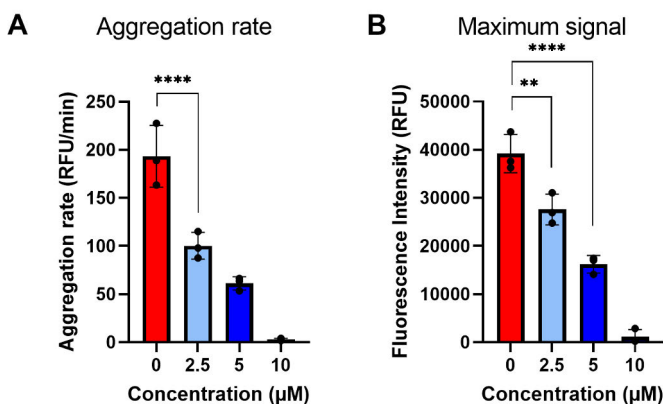 A Aggregation rate
Aggregation rate (RFU/min)
250
200
150
100
50
0
****
0 2.5 5 10
Concentration (µM)
B Maximum signal
Fluorescence Intensity (RFU)
50000
40000
30000
20000
10000
0
****
**
0 2.5 5 10
Concentration (µM)